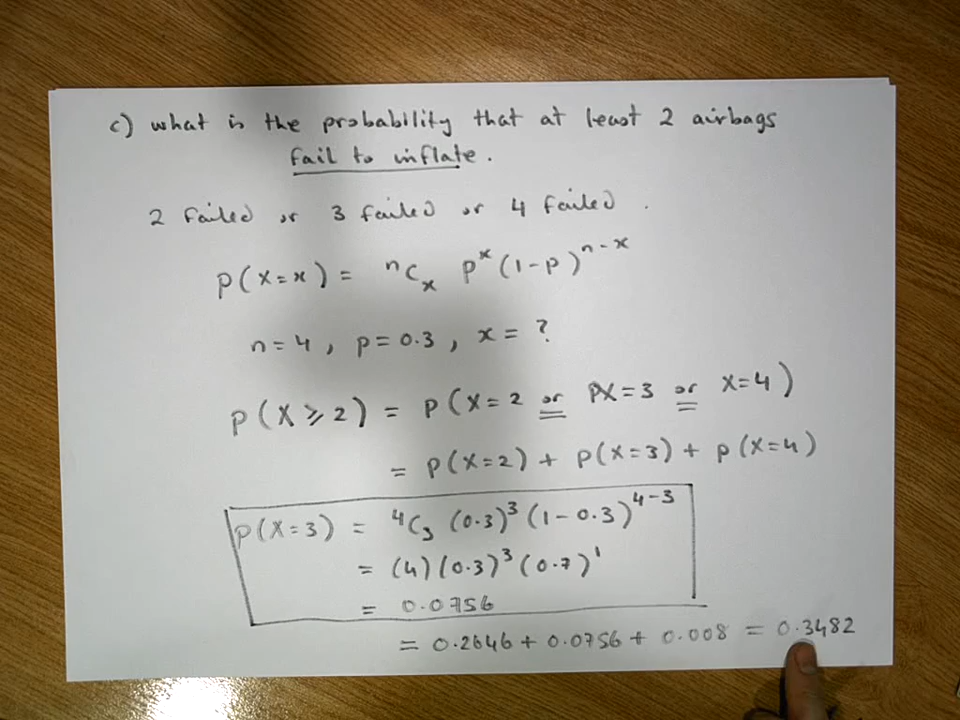 c) what is the probability that at least 2 airbags
fail to inflate.
2 failed or 3 failed or 4 failed.
P(X=x) = ⁿCₓ pˣ(1-p)ⁿ⁻ˣ
n=4, p=0.3, x=?
P(X⩾2) = P(X=2 or PX=3 or X=4)
= P(X=2) + P(X=3) + P(X=4)
P(X=3) = ⁴C₃ (0.3)³(1-0.3)⁴⁻³
= (4)(0.3)³(0.7)¹
= 0.0756
= 0.2646 + 0.0756 + 0.008 = 0.3482